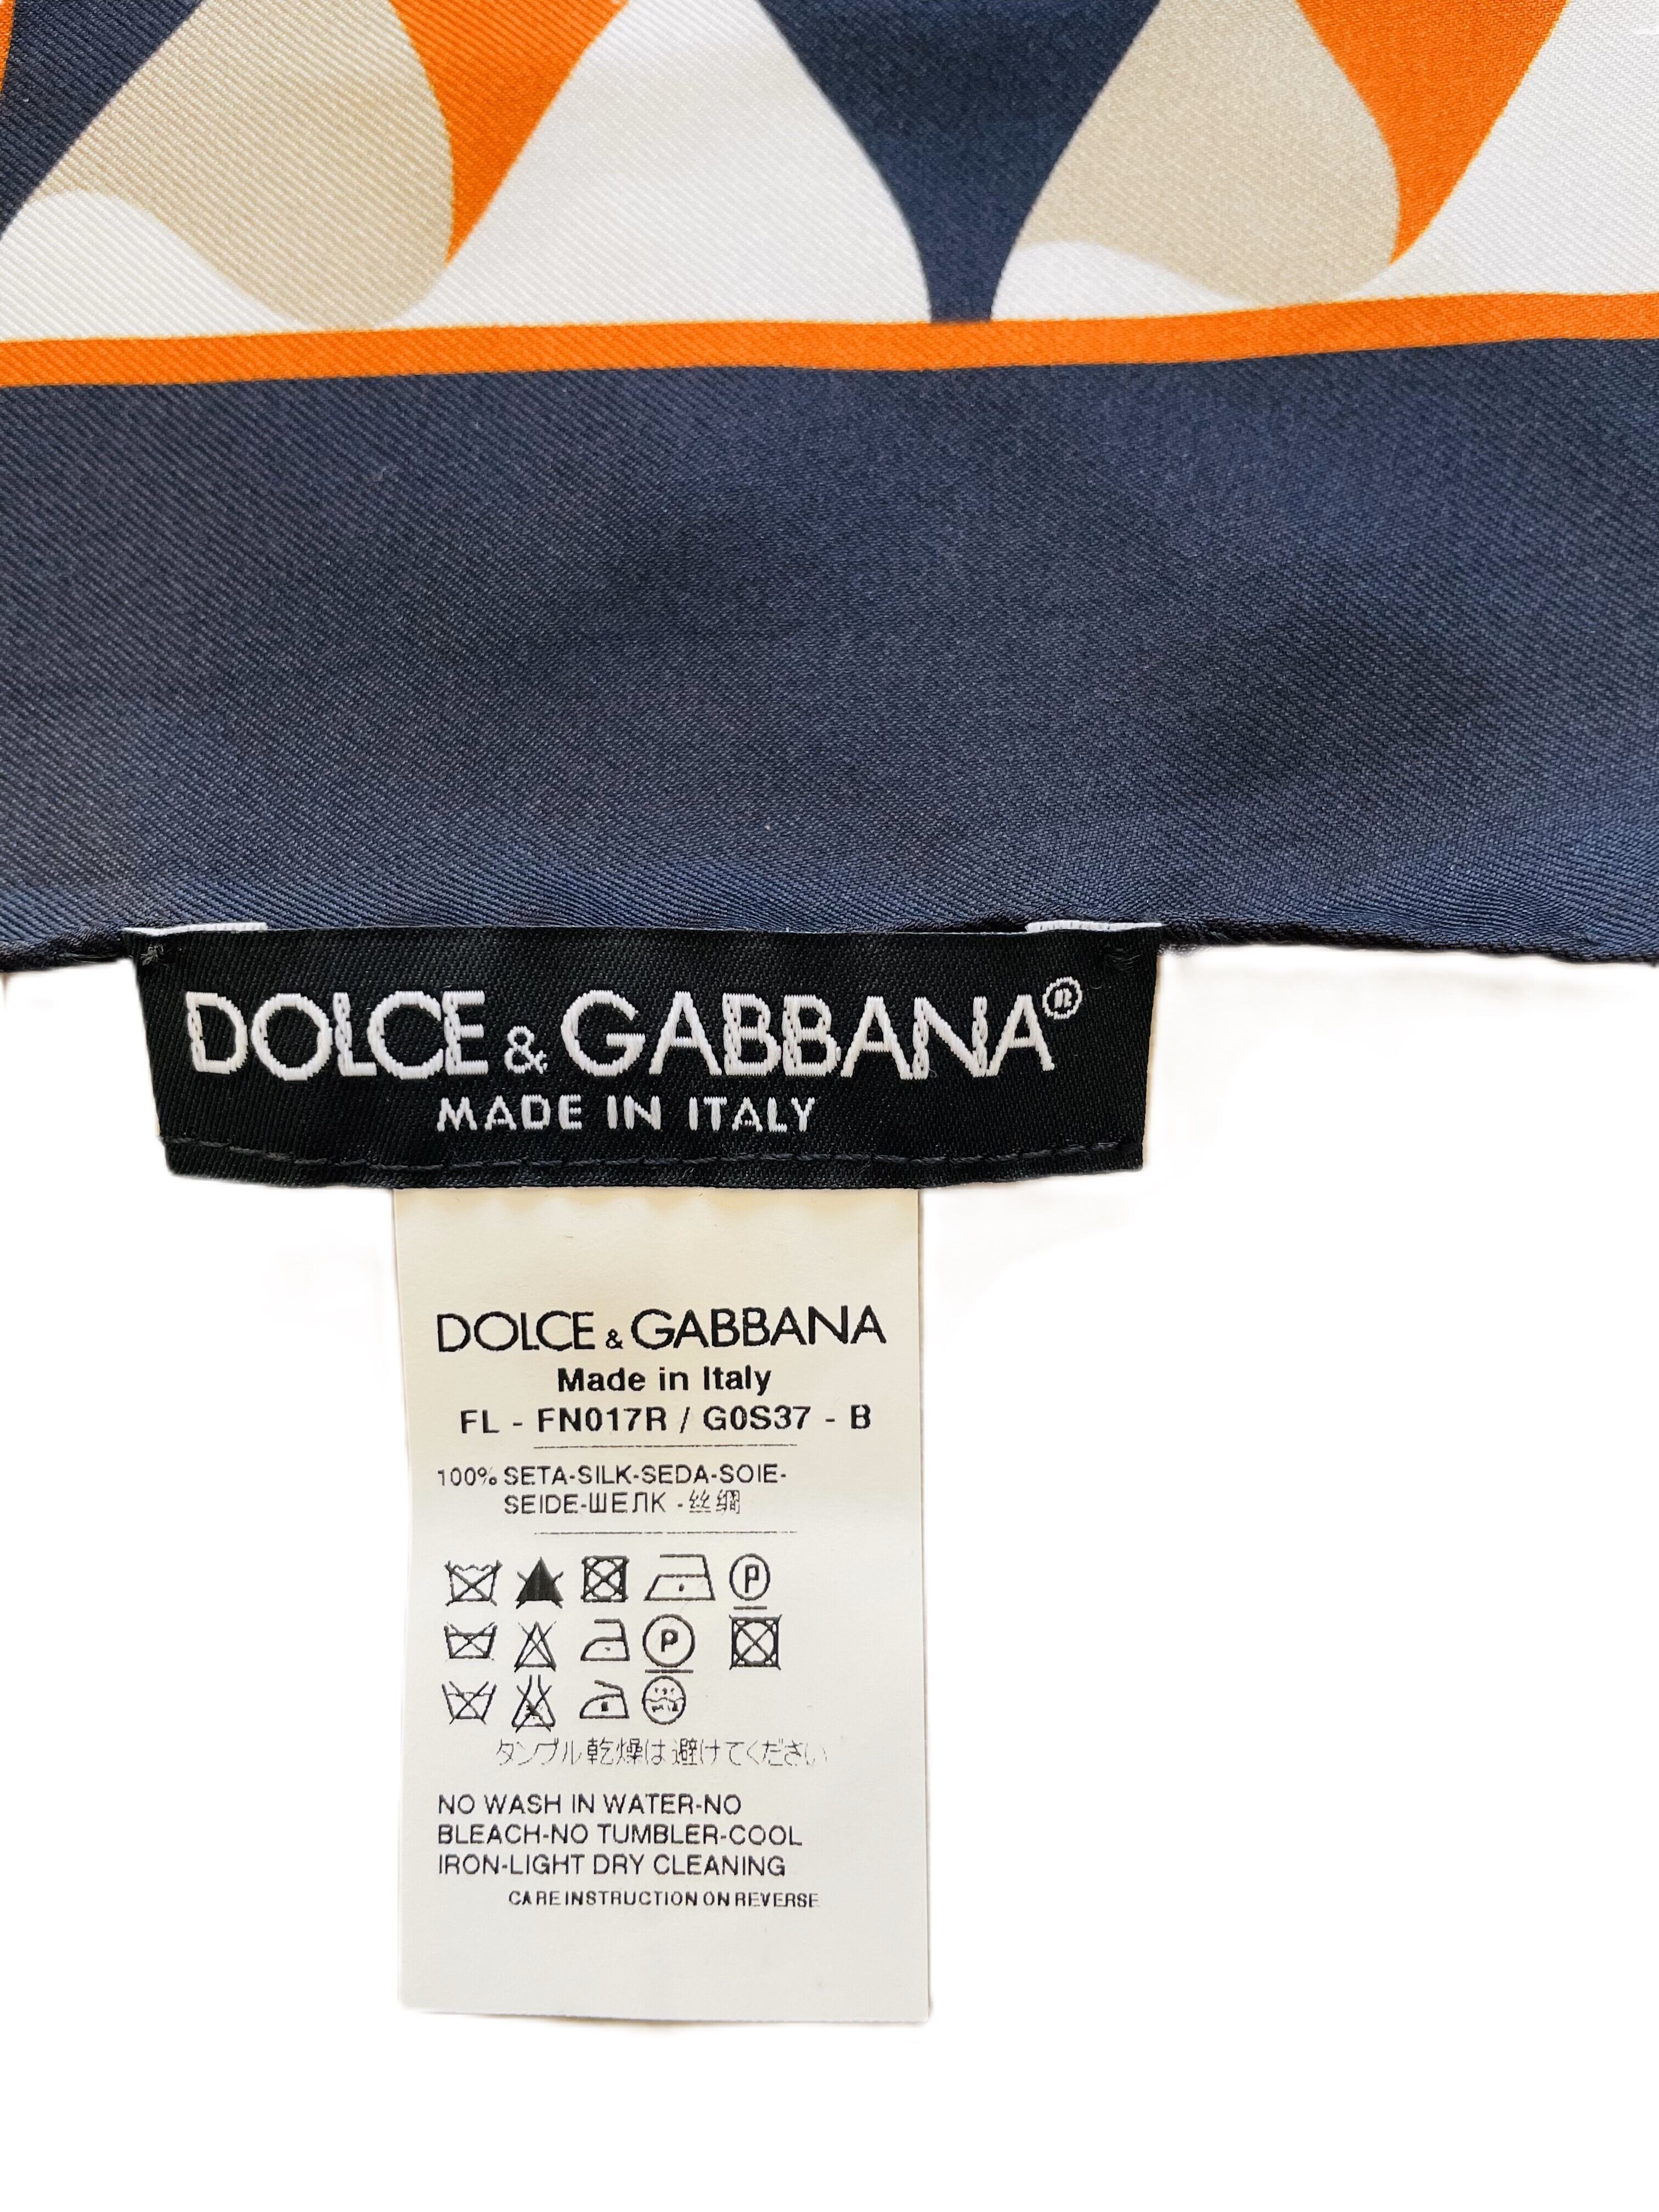 DOLCE & GABBANA®
MADE IN ITALY
DOLCE & GABBANA
Made in Italy
FL - FN017R / G0S37 - B
100% SETA-SILK-SEDA-SOIE-
SEIDE-ШЕЛК -丝绸
P
P
タンブル乾燥は避けてください
NO WASH IN WATER-NO
BLEACH-NO TUMBLER-COOL
IRON-LIGHT DRY CLEANING
CARE INSTRUCTION ON REVERSE